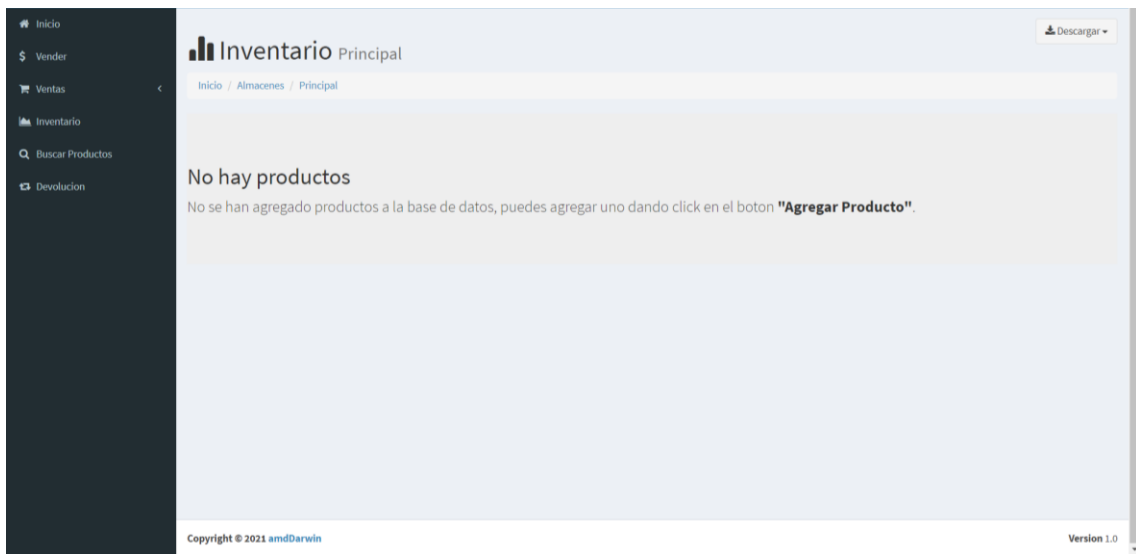 Inicio
Vender
Ventas
Inventario
Buscar Productos
Devolucion
Descargar
Inventario Principal
Inicio / Almacenes / Principal
No hay productos
No se han agregado productos a la base de datos, puedes agregar uno dando click en el boton "Agregar Producto".
Copyright © 2021 amdDarwin
Version 1.0